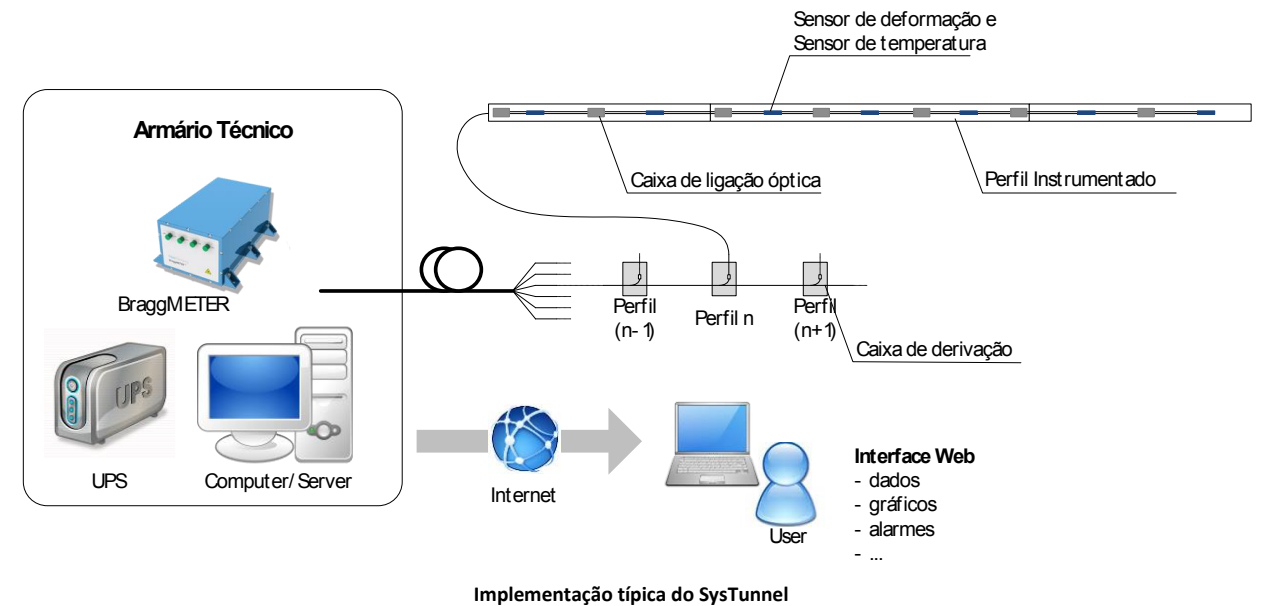 Sensor de deformação e
Sensor de temperatura
Armário Técnico
Caixa de ligação óptica
Perfil Instrumentado
BraggMETER
Perfil
(n-1)
Perfil n
Perfil
(n+1)
Caixa de derivação
UPS
UPS
Computer/Server
Internet
User
Interface Web
- dados
- gráficos
- alarmes
- ...
Implementação típica do SysTunnel